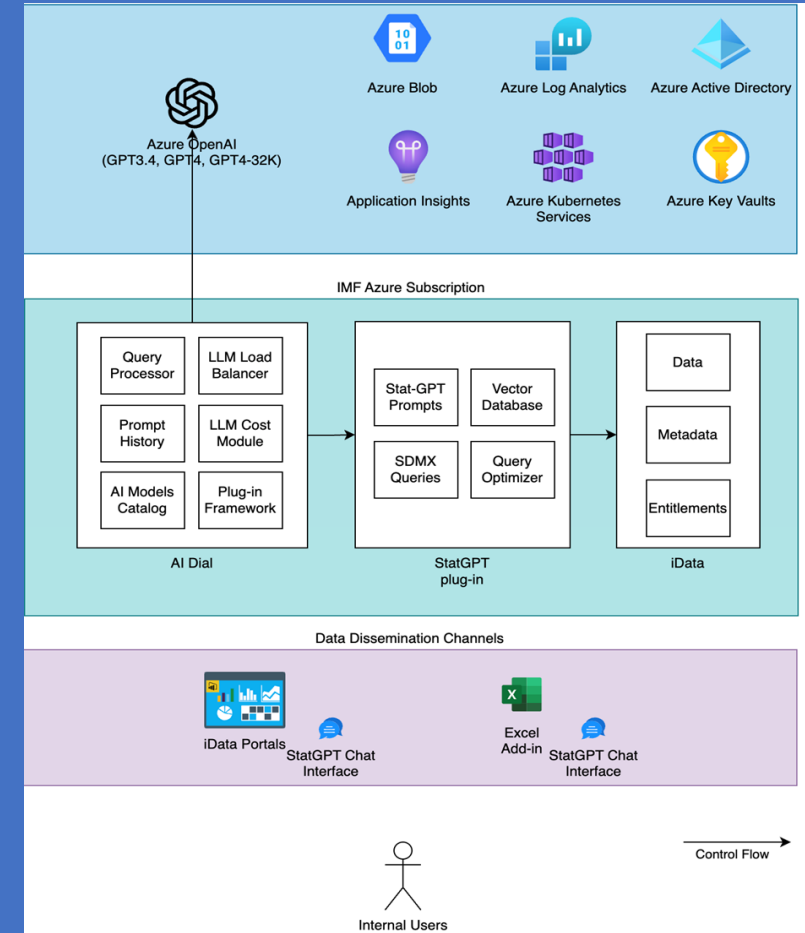 10
01
Azure Blob
Azure Log Analytics
Azure Active Directory
Azure OpenAI
(GPT3.4, GPT4, GPT4-32K)
Application Insights
Azure Kubernetes
Services
Azure Key Vaults
IMF Azure Subscription
Query
Processor
LLM Load
Balancer
Prompt
History
LLM Cost
Module
AI Models
Catalog
Plug-in
Framework
AI Dial
Stat-GPT
Prompts
Vector
Database
SDMX
Queries
Query
Optimizer
StatGPT
plug-in
Data
Metadata
Entitlements
iData
Data Dissemination Channels
iData Portals
StatGPT Chat
Interface
X
Excel
Add-in
StatGPT Chat
Interface
Control Flow
Internal Users